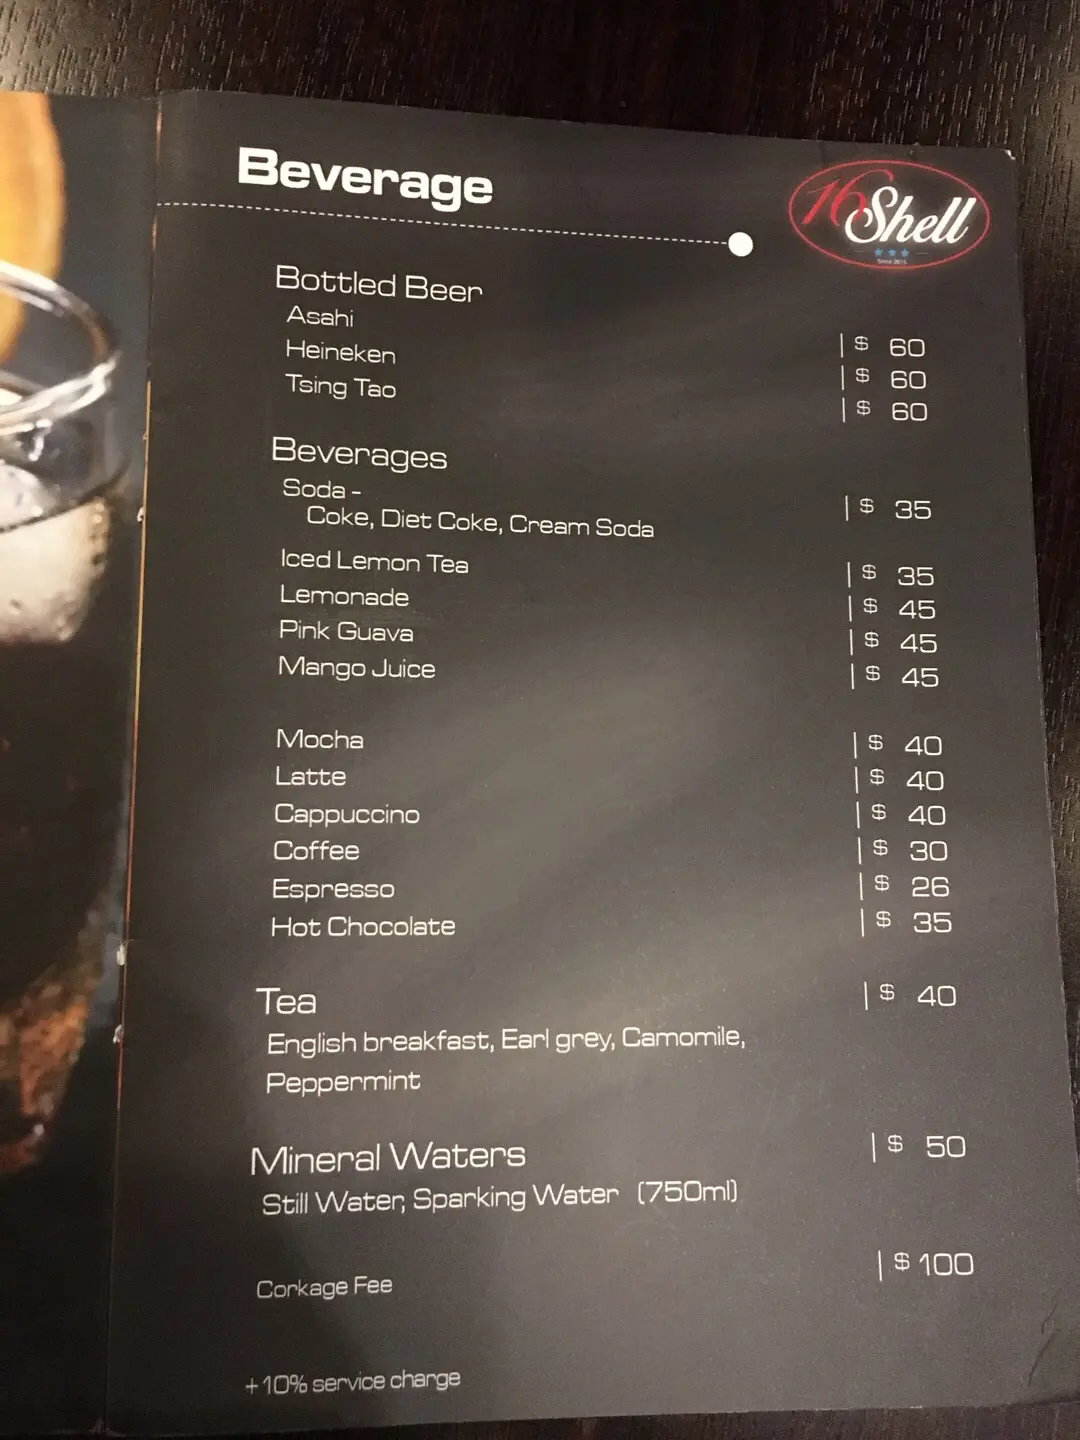 Beverage
16 Shell
Since 2015
Bottled Beer
Asahi | $ 60
Heineken | $ 60
Tsing Tao | $ 60
Beverages
Soda - | $ 35
Coke, Diet Coke, Cream Soda
Iced Lemon Tea | $ 35
Lemonade | $ 45
Pink Guava | $ 45
Mango Juice | $ 45
Mocha | $ 40
Latte | $ 40
Cappuccino | $ 40
Coffee | $ 30
Espresso | $ 26
Hot Chocolate | $ 35
Tea | $ 40
English breakfast, Earl grey, Camomile,
Peppermint
Mineral Waters | $ 50
Still Water, Sparking Water (750ml)
Corkage Fee | $ 100
+10% service charge